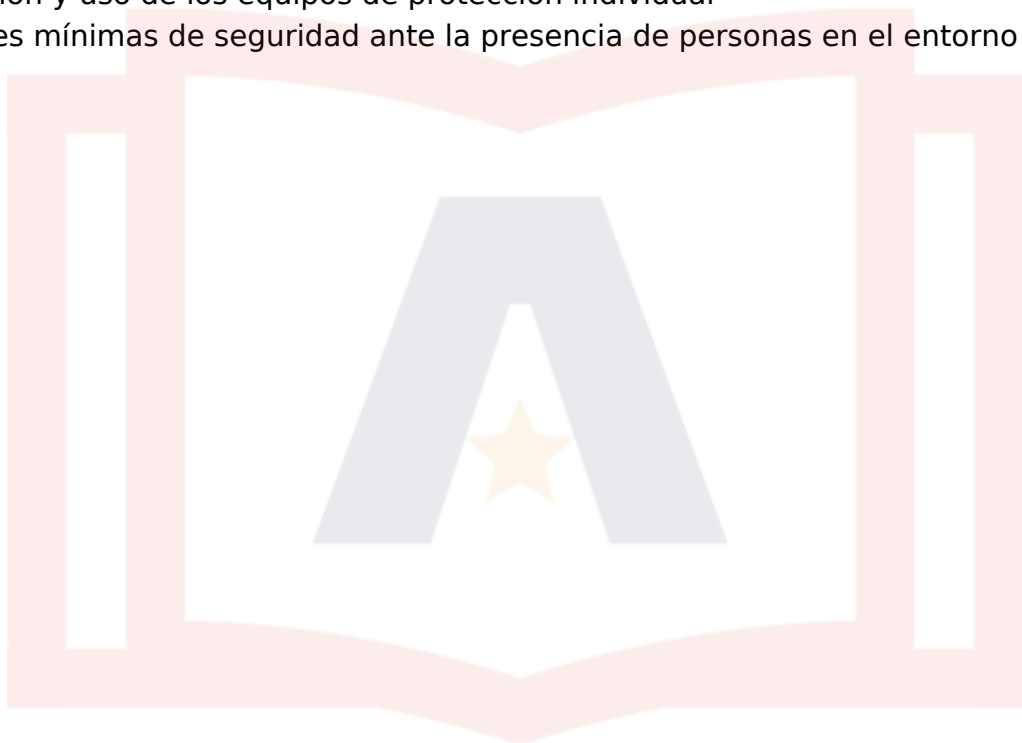 ón y uso de los equipos de protección individual
es mínimas de seguridad ante la presencia de personas en el entorno